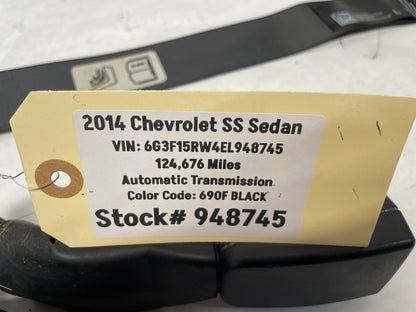 2014 Chevrolet SS Sedan
VIN: 6G3F15RW4EL948745
124,676 Miles
Automatic Transmission
Color Code: 690F BLACK
Stock# 948745